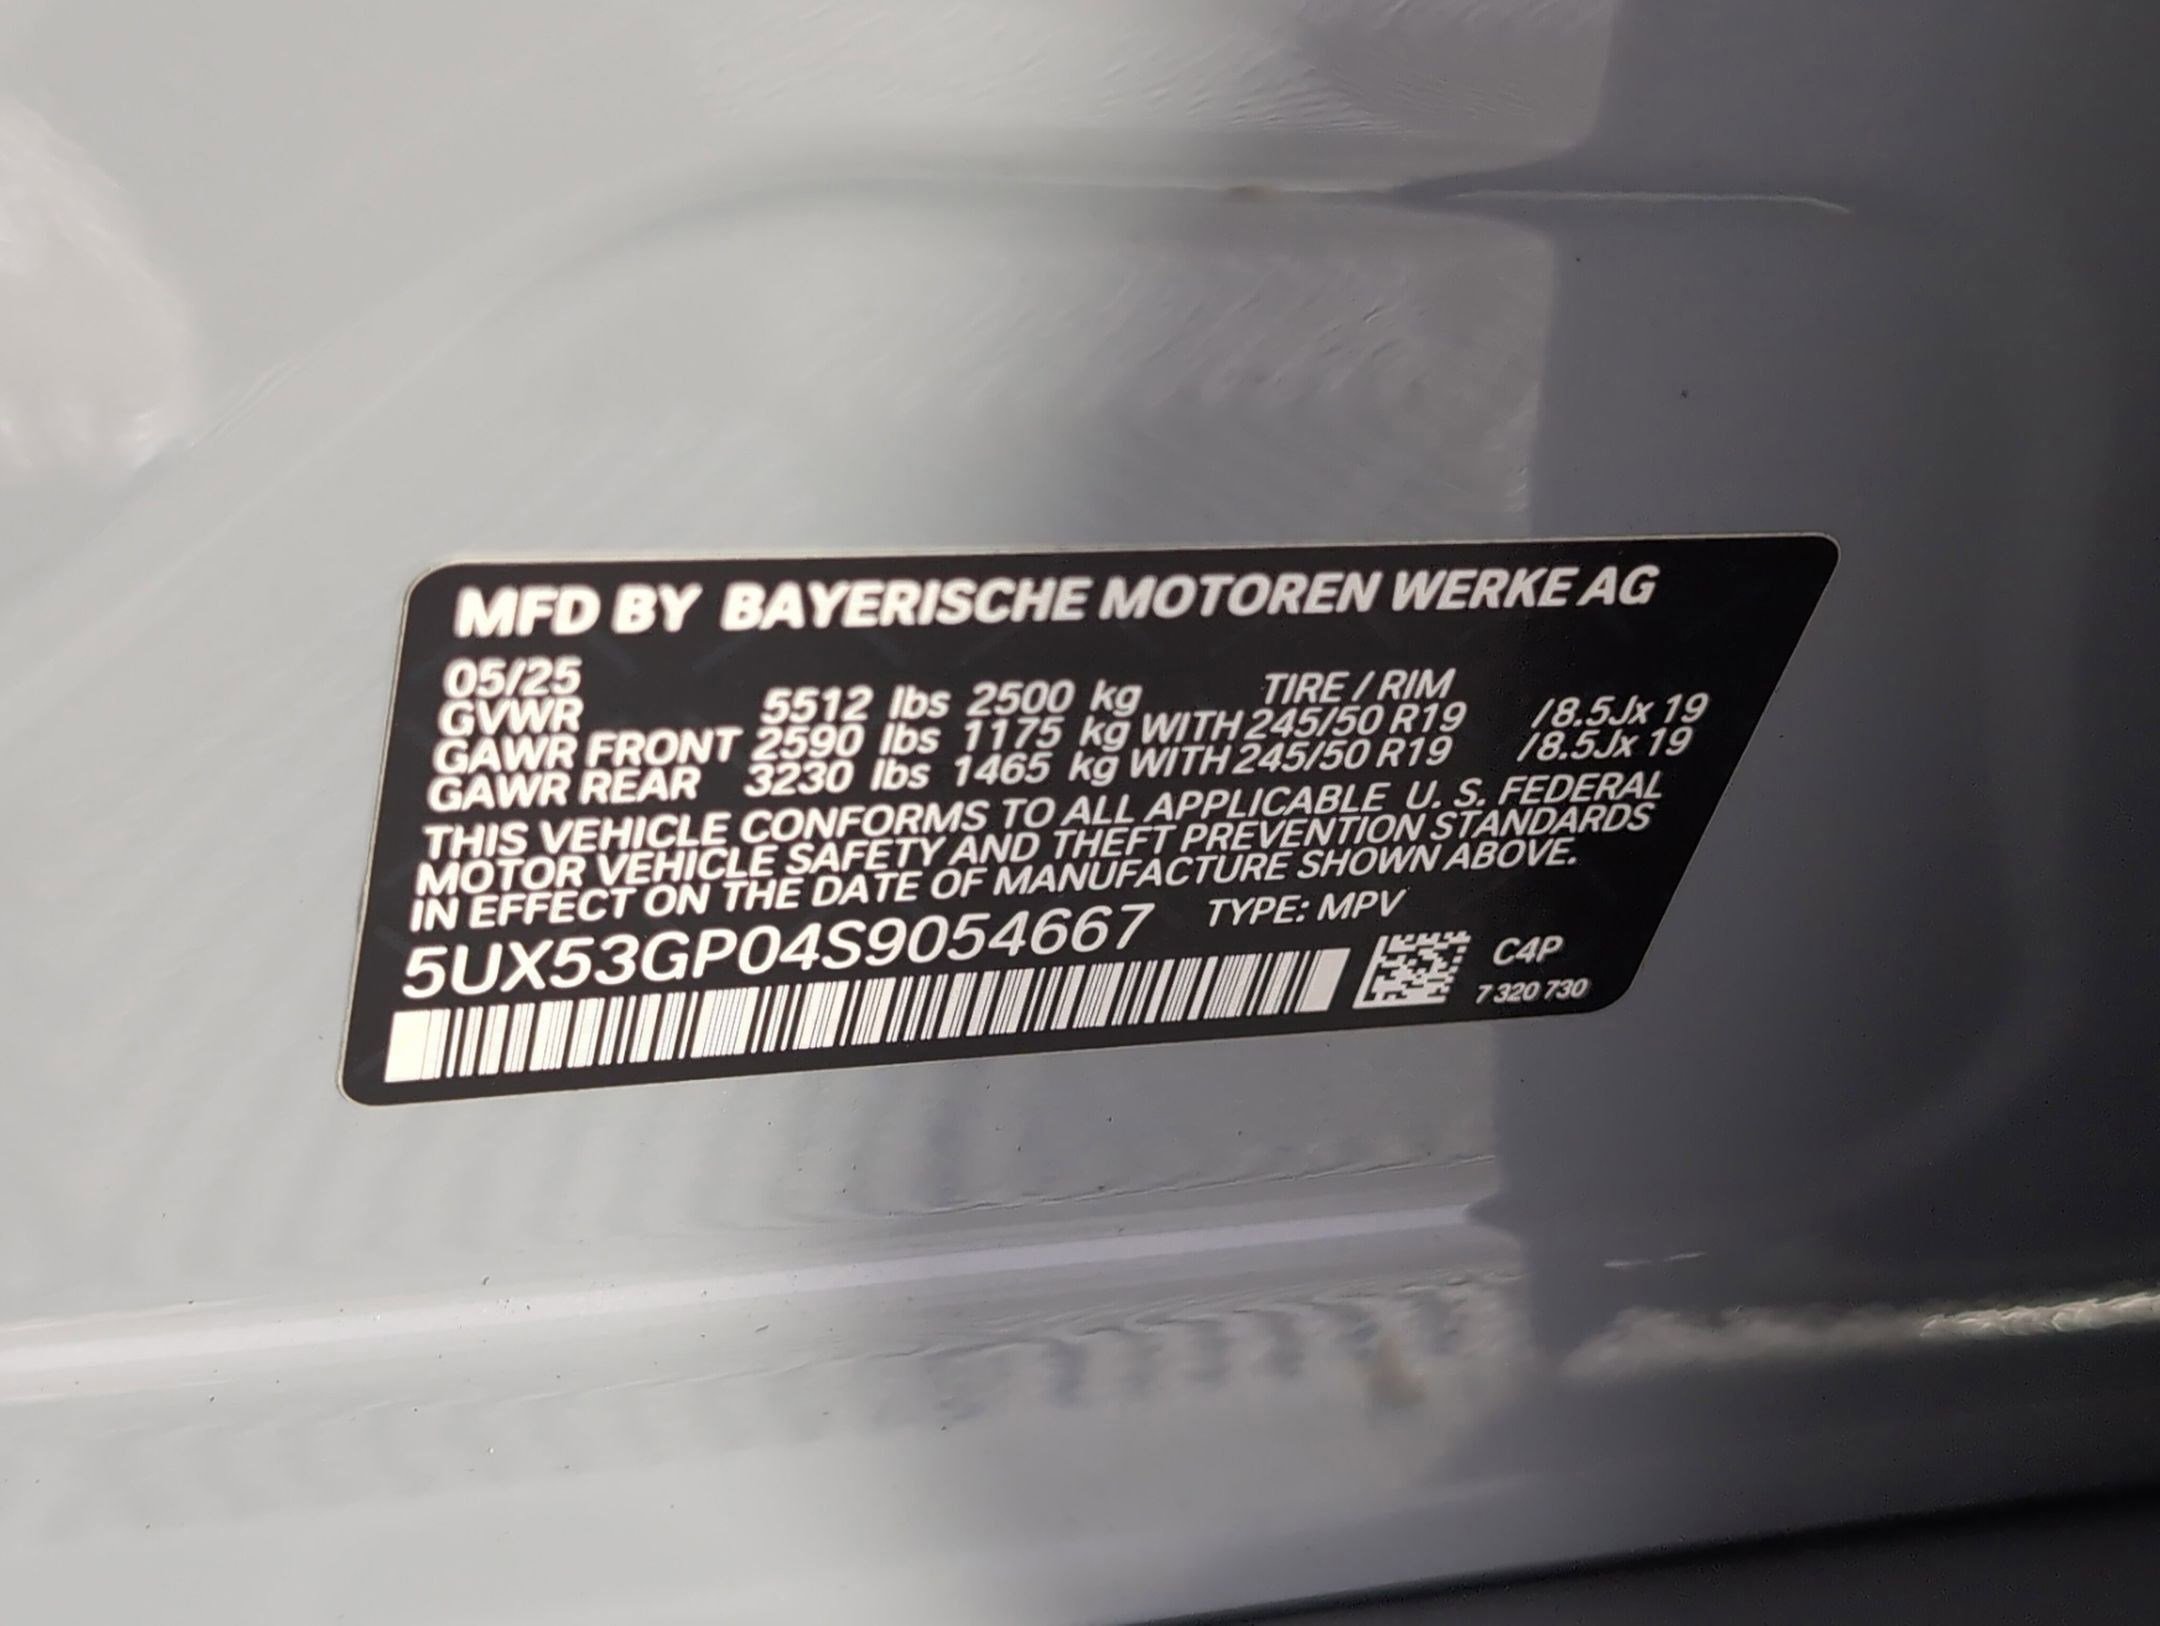 MFD BY BAYERISCHE MOTOREN WERKE AG
05/25 TIRE / RIM
GVWR 5512 lbs 2500 kg
GAWR FRONT 2590 lbs 1175 kg WITH 245/50 R19 /8.5Jx 19
GAWR REAR 3230 lbs 1465 kg WITH 245/50 R19 /8.5Jx 19
THIS VEHICLE CONFORMS TO ALL APPLICABLE U. S. FEDERAL
MOTOR VEHICLE SAFETY AND THEFT PREVENTION STANDARDS
IN EFFECT ON THE DATE OF MANUFACTURE SHOWN ABOVE.
5UX53GP04S9054667 TYPE: MPV
C4P
7 320 730